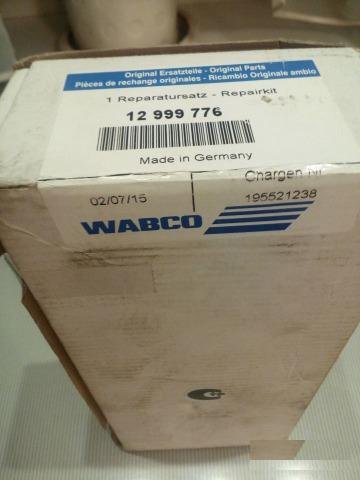 Original Ersatzteile - Original Parts
Pièces de rechange originales - Ricambio Originale ambio
1 Reparatursatz - Repairkit
12 999 776
Made in Germany
Chargen Nr
02/07/15
195521238
WABCO